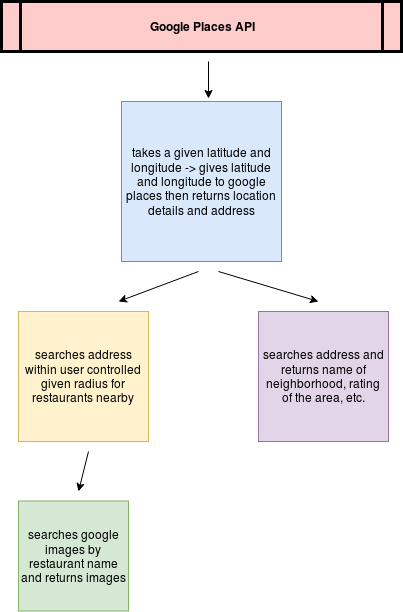 Google Places API
takes a given latitude and
longitude -> gives latitude
and longitude to google
places then returns location
details and address
searches address
within user controlled
given radius for
restaurants nearby
searches address and
returns name of
neighborhood, rating
of the area, etc.
searches google
images by
restaurant name
and returns images